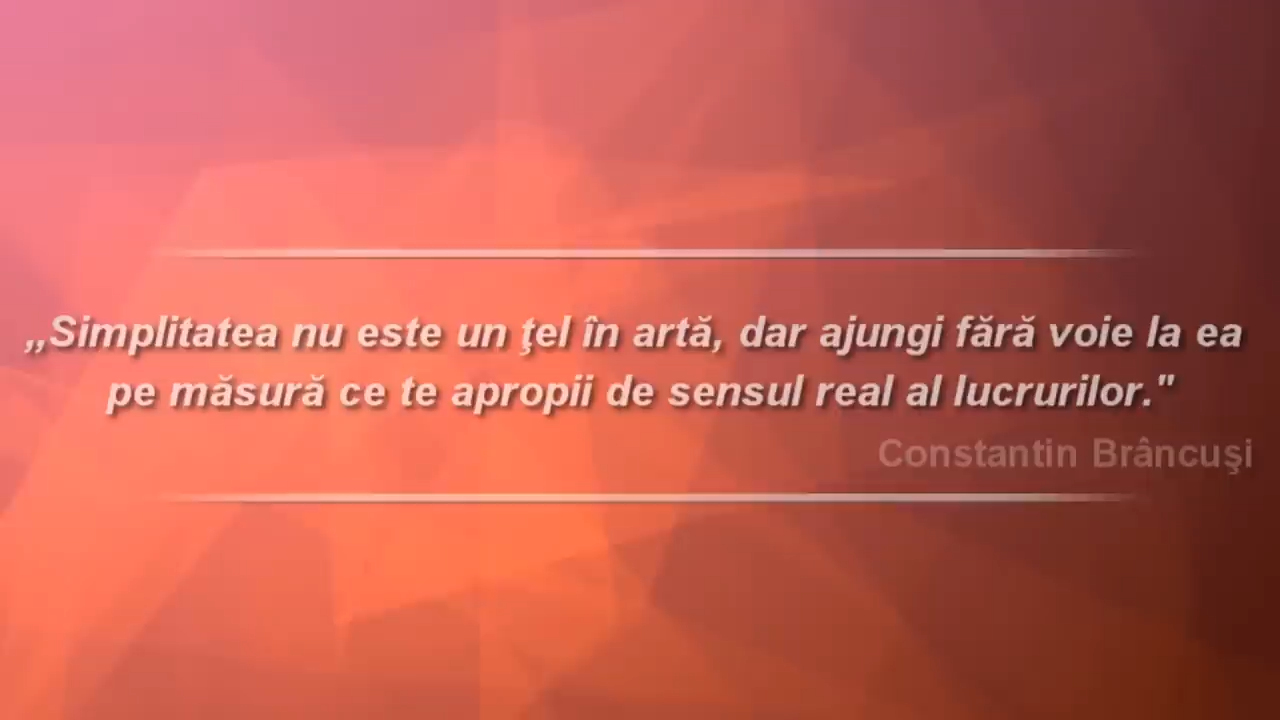 „Simplitatea nu este un ţel în artă, dar ajungi fără voie la ea
pe măsură ce te apropii de sensul real al lucrurilor."
Constantin Brâncuşi